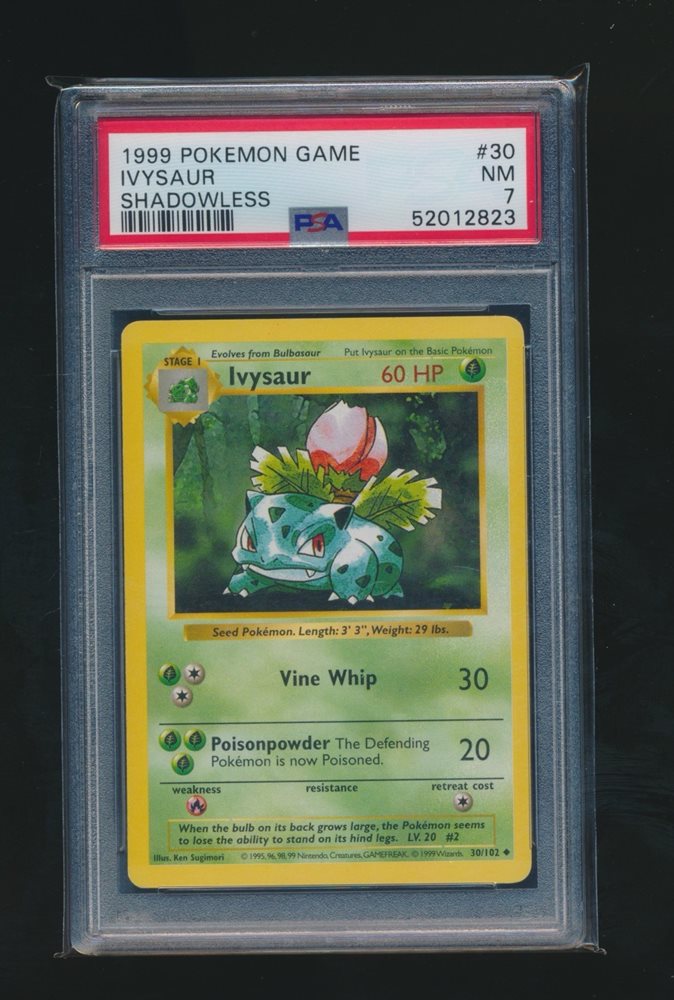 1999 POKEMON GAME #30
IVYSAUR NM
SHADOWLESS 7
PSA 52012823
STAGE 1 Evolves from Bulbasaur Put Ivysaur on the Basic Pokémon
Ivysaur 60 HP
Seed Pokémon. Length: 3' 3", Weight: 29 lbs.
Vine Whip 30
Poisonpowder The Defending
Pokémon is now Poisoned. 20
weakness resistance retreat cost
When the bulb on its back grows large, the Pokémon seems
to lose the ability to stand on its hind legs. LV. 20 #2
Illus. Ken Sugimori © 1995, 96, 98, 99 Nintendo, Creatures, GAMEFREAK. © 1999 Wizards. 30/102